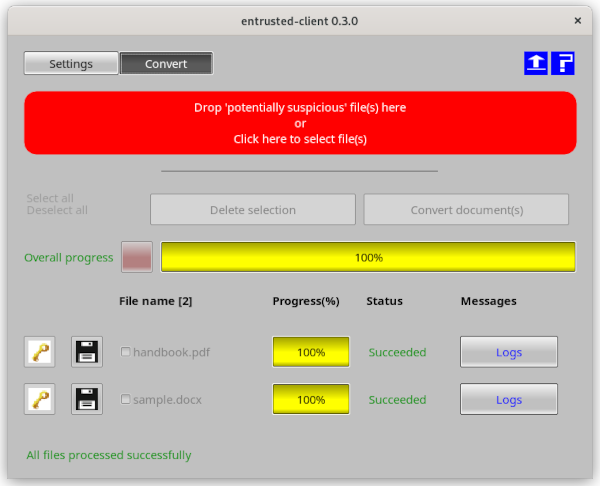 entrusted-client 0.3.0
×
Settings
Convert
?
Drop 'potentially suspicious' file(s) here
or
Click here to select file(s)
Select all
Deselect all
Delete selection
Convert document(s)
Overall progress
100%
File name [2]
Progress(%)
Status
Messages
handbook.pdf
100%
Succeeded
Logs
sample.docx
100%
Succeeded
Logs
All files processed successfully